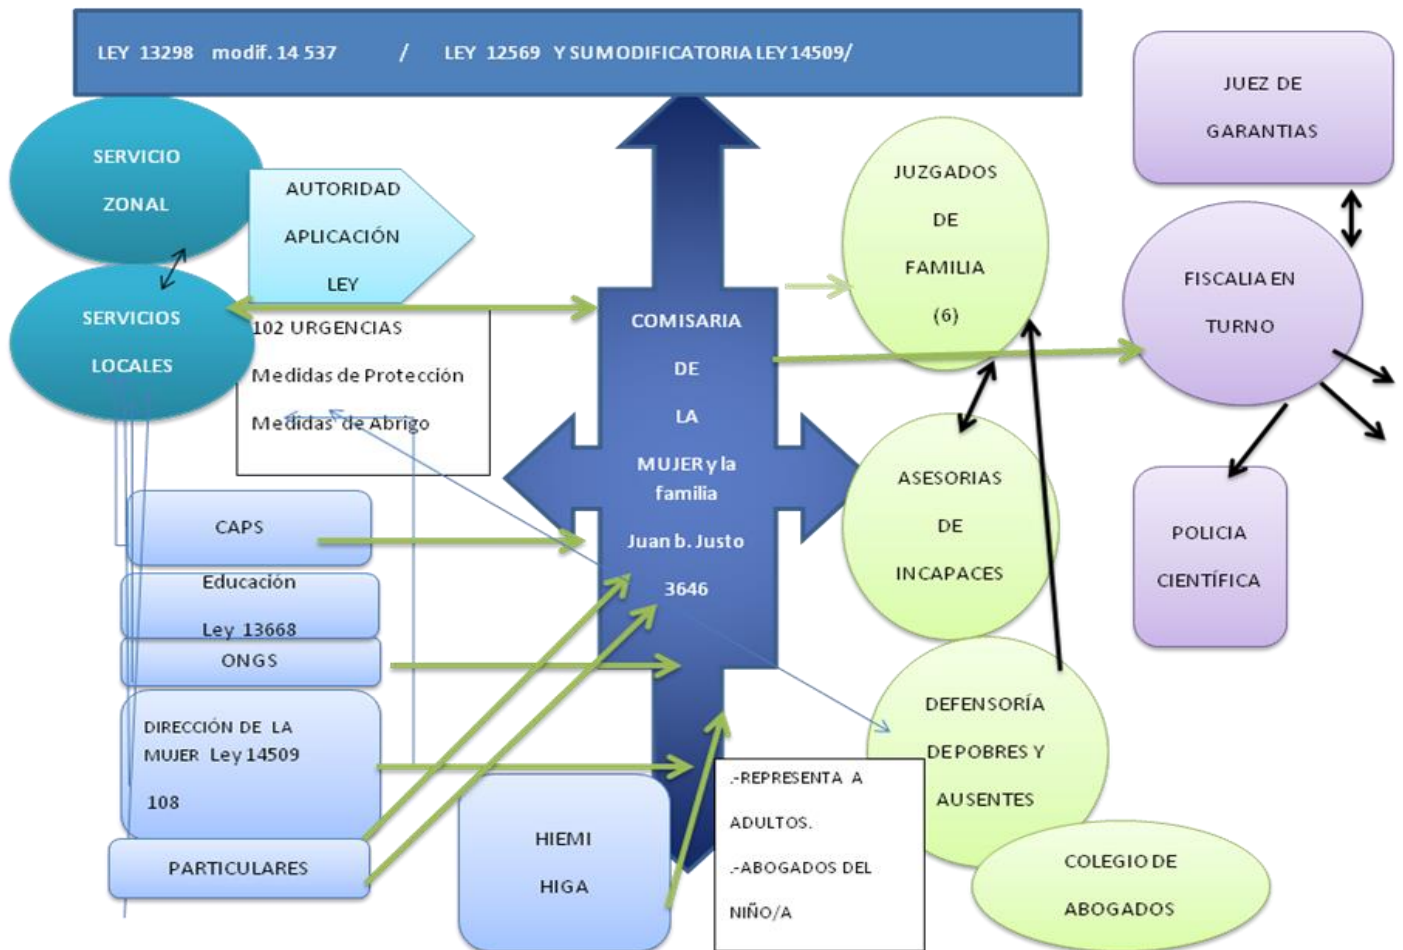 LEY 13298 modif. 14 537 / LEY 12569 Y SU MODIFICATORIA LEY 14509/
SERVICIO
ZONAL
AUTORIDAD
APLICACIÓN
LEY
SERVICIOS
LOCALES
102 URGENCIAS
Medidas de Protección
Medidas de Abrigo
CAPS
Educación
Ley 13668
ONGS
DIRECCIÓN DE LA
MUJER Ley 14509
108
PARTICULARES
HIEMI
HIGA
COMISARIA
DE
LA
MUJER y la
familia
Juan b. Justo
3646
.-REPRESENTA A
ADULTOS.
.-ABOGADOS DEL
NIÑO/A
JUZGADOS
DE
FAMILIA
(6)
ASESORIAS
DE
INCAPACES
DEFENSORÍA
DE POBRES Y
AUSENTES
COLEGIO DE
ABOGADOS
JUEZ DE
GARANTIAS
FISCALIA EN
TURNO
POLICIA
CIENTÍFICA